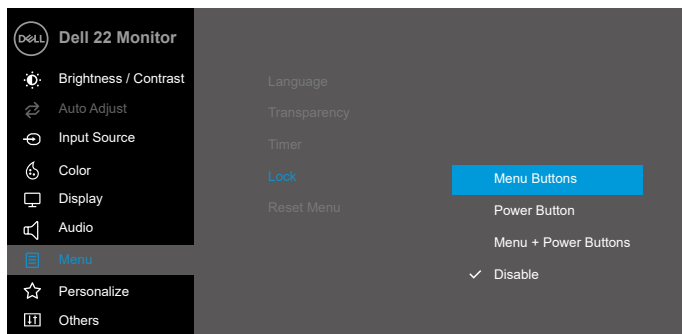 DELL
Dell 22 Monitor
Brightness / Contrast
Auto Adjust
Input Source
Color
Display
Audio
Menu
Personalize
Others
Language
Transparency
Timer
Lock
Reset Menu
Menu Buttons
Power Button
Menu + Power Buttons
Disable